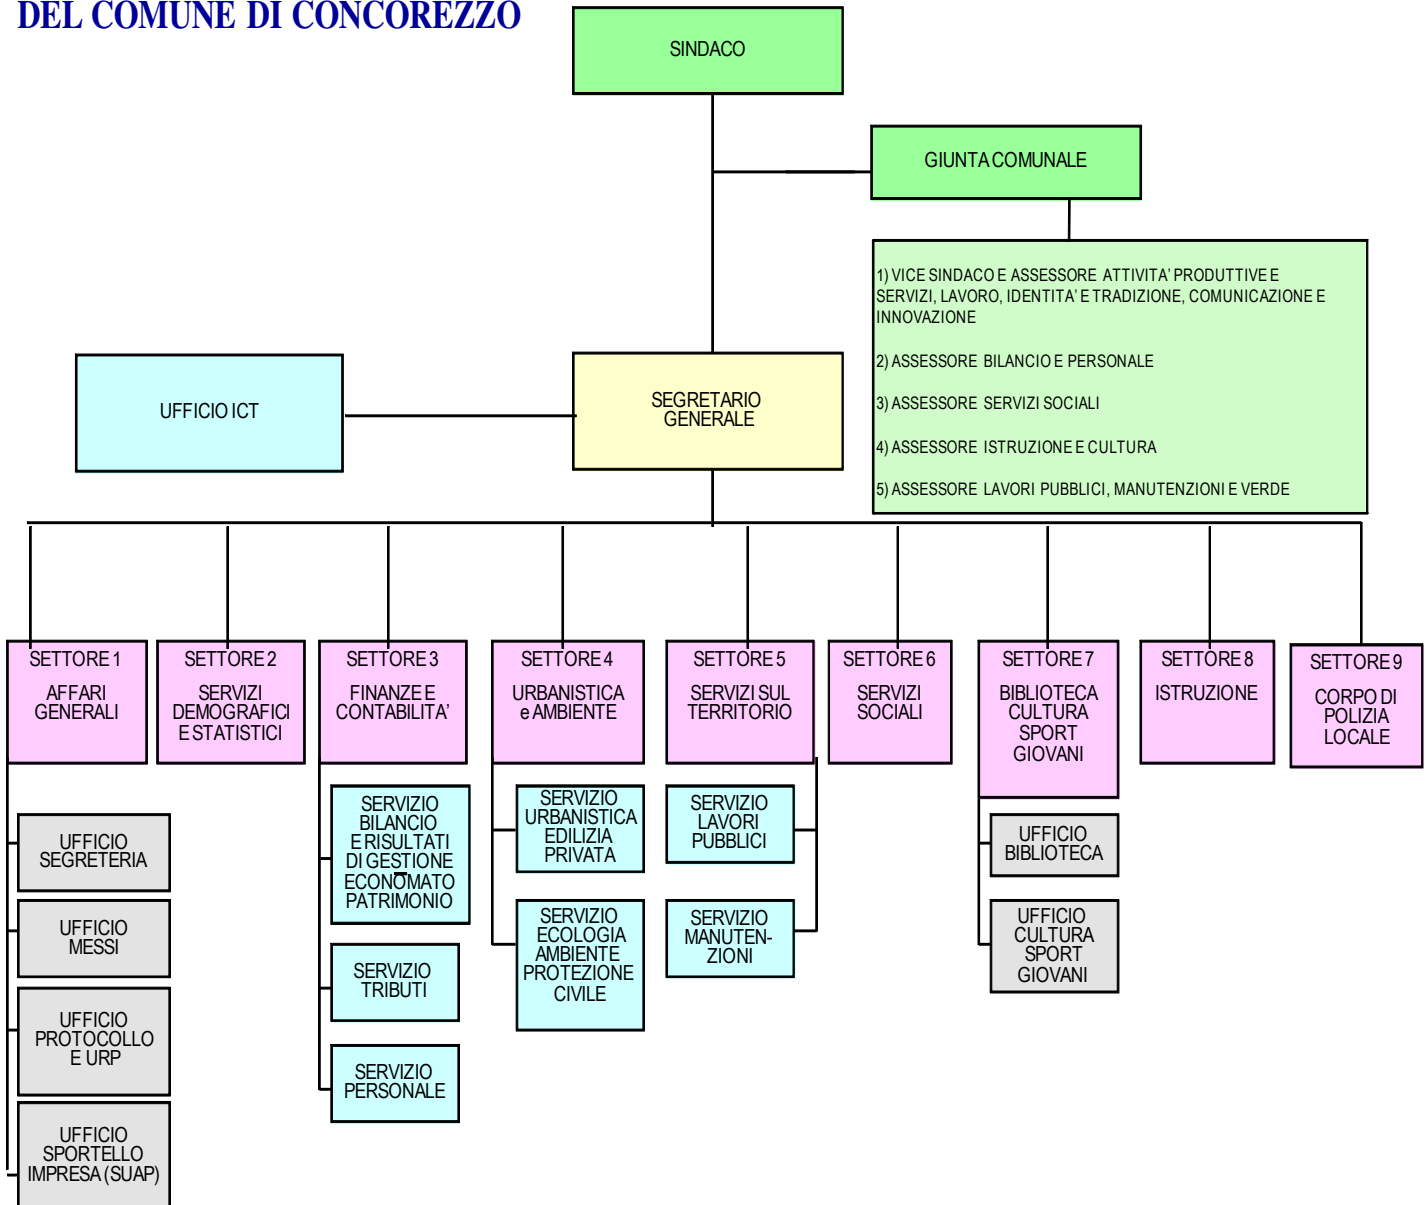 DEL COMUNE DI CONCOREZZO
SINDACO
GIUNTA COMUNALE
1) VICE SINDACO E ASSESSORE ATTIVITA’ PRODUTTIVE E
SERVIZI, LAVORO, IDENTITA’ E TRADIZIONE, COMUNICAZIONE E
INNOVAZIONE
2) ASSESSORE BILANCIO E PERSONALE
3) ASSESSORE SERVIZI SOCIALI
4) ASSESSORE ISTRUZIONE E CULTURA
5) ASSESSORE LAVORI PUBBLICI, MANUTENZIONI E VERDE
UFFICIO ICT
SEGRETARIO
GENERALE
SETTORE 1
AFFARI
GENERALI
SETTORE 2
SERVIZI
DEMOGRAFICI
E STATISTICI
SETTORE 3
FINANZE E
CONTABILITA’
SETTORE 4
URBANISTICA
e AMBIENTE
SETTORE 5
SERVIZI SUL
TERRITORIO
SETTORE 6
SERVIZI
SOCIALI
SETTORE 7
BIBLIOTECA
CULTURA
SPORT
GIOVANI
SETTORE 8
ISTRUZIONE
SETTORE 9
CORPO DI
POLIZIA
LOCALE
UFFICIO
SEGRETERIA
UFFICIO
MESSI
UFFICIO
PROTOCOLLO
E URP
UFFICIO
SPORTELLO
IMPRESA (SUAP)
SERVIZIO
BILANCIO
E RISULTATI
DI GESTIONE
ECONOMATO
PATRIMONIO
SERVIZIO
TRIBUTI
SERVIZIO
PERSONALE
SERVIZIO
URBANISTICA
EDILIZIA
PRIVATA
SERVIZIO
ECOLOGIA
AMBIENTE
PROTEZIONE
CIVILE
SERVIZIO
LAVORI
PUBBLICI
SERVIZIO
MANUTEN-
ZIONI
UFFICIO
BIBLIOTECA
UFFICIO
CULTURA
SPORT
GIOVANI